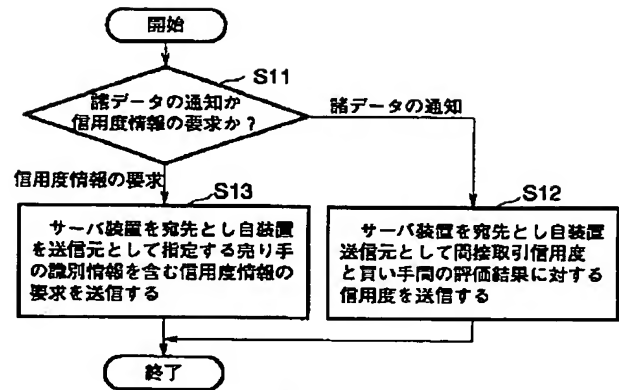 開始
S11
諸データの通知か
信用度情報の要求か？
諸データの通知
信用度情報の要求
S13
サーバ装置を宛先とし自装置
を送信元として指定する売り手
の識別情報を含む信用度情報の
要求を送信する
S12
サーバ装置を宛先とし自装置
送信元として間接取引信用度
と買い手間の評価結果に対する
信用度を送信する
終了